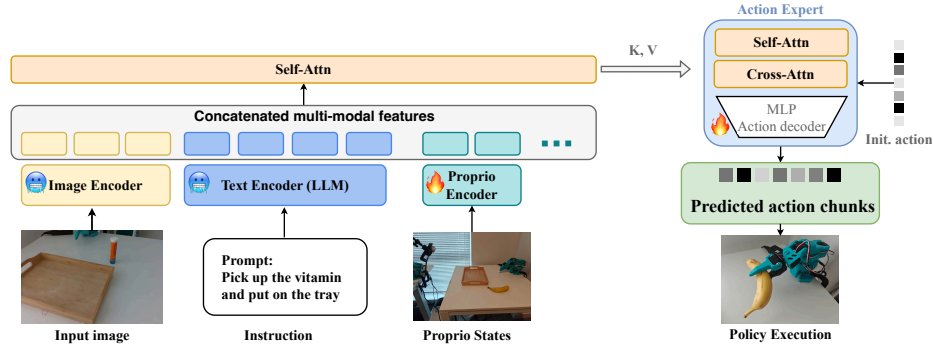 Action Expert
Self-Attn
K, V
Self-Attn
Cross-Attn
Concatenated multi-modal features
MLP
Action decoder
Init. action
Image Encoder
Text Encoder (LLM)
Proprio
Encoder
Predicted action chunks
Prompt:
Pick up the vitamin
and put on the tray
Input image
Instruction
Proprio States
Policy Execution